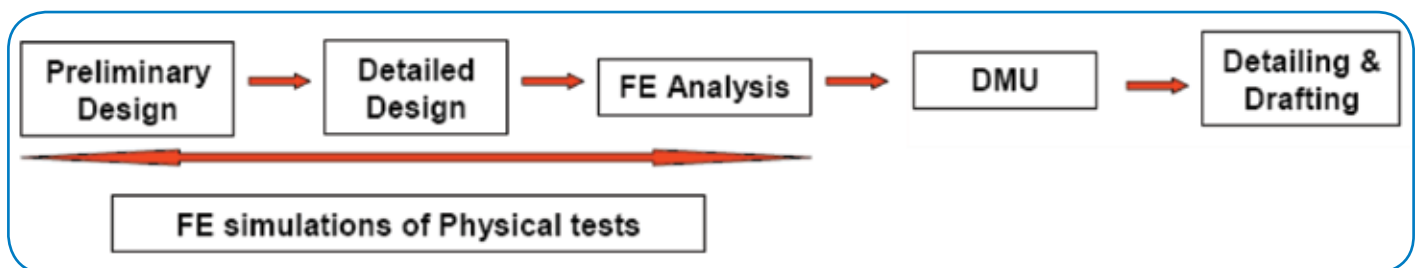 Preliminary
Design
Detailed
Design
FE Analysis
DMU
Detailing &
Drafting
FE simulations of Physical tests